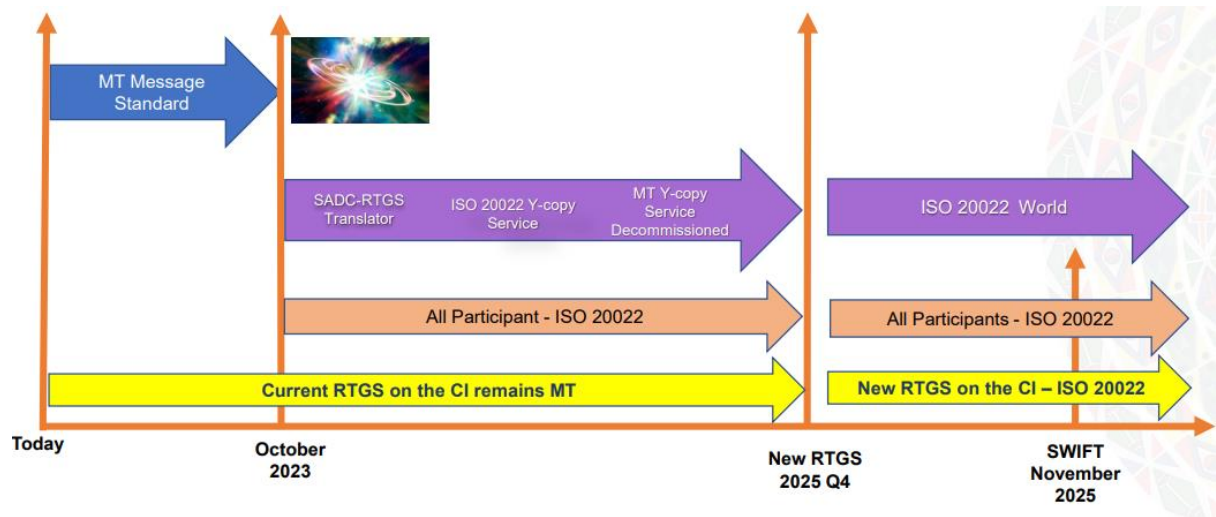 MT Message
Standard
SADC-RTGS
Translator
ISO 20022 Y-copy
Service
MT Y-copy
Service
Decommissioned
ISO 20022 World
All Participant - ISO 20022
All Participants - ISO 20022
Current RTGS on the CI remains MT
New RTGS on the CI – ISO 20022
Today
October
2023
New RTGS
2025 Q4
SWIFT
November
2025